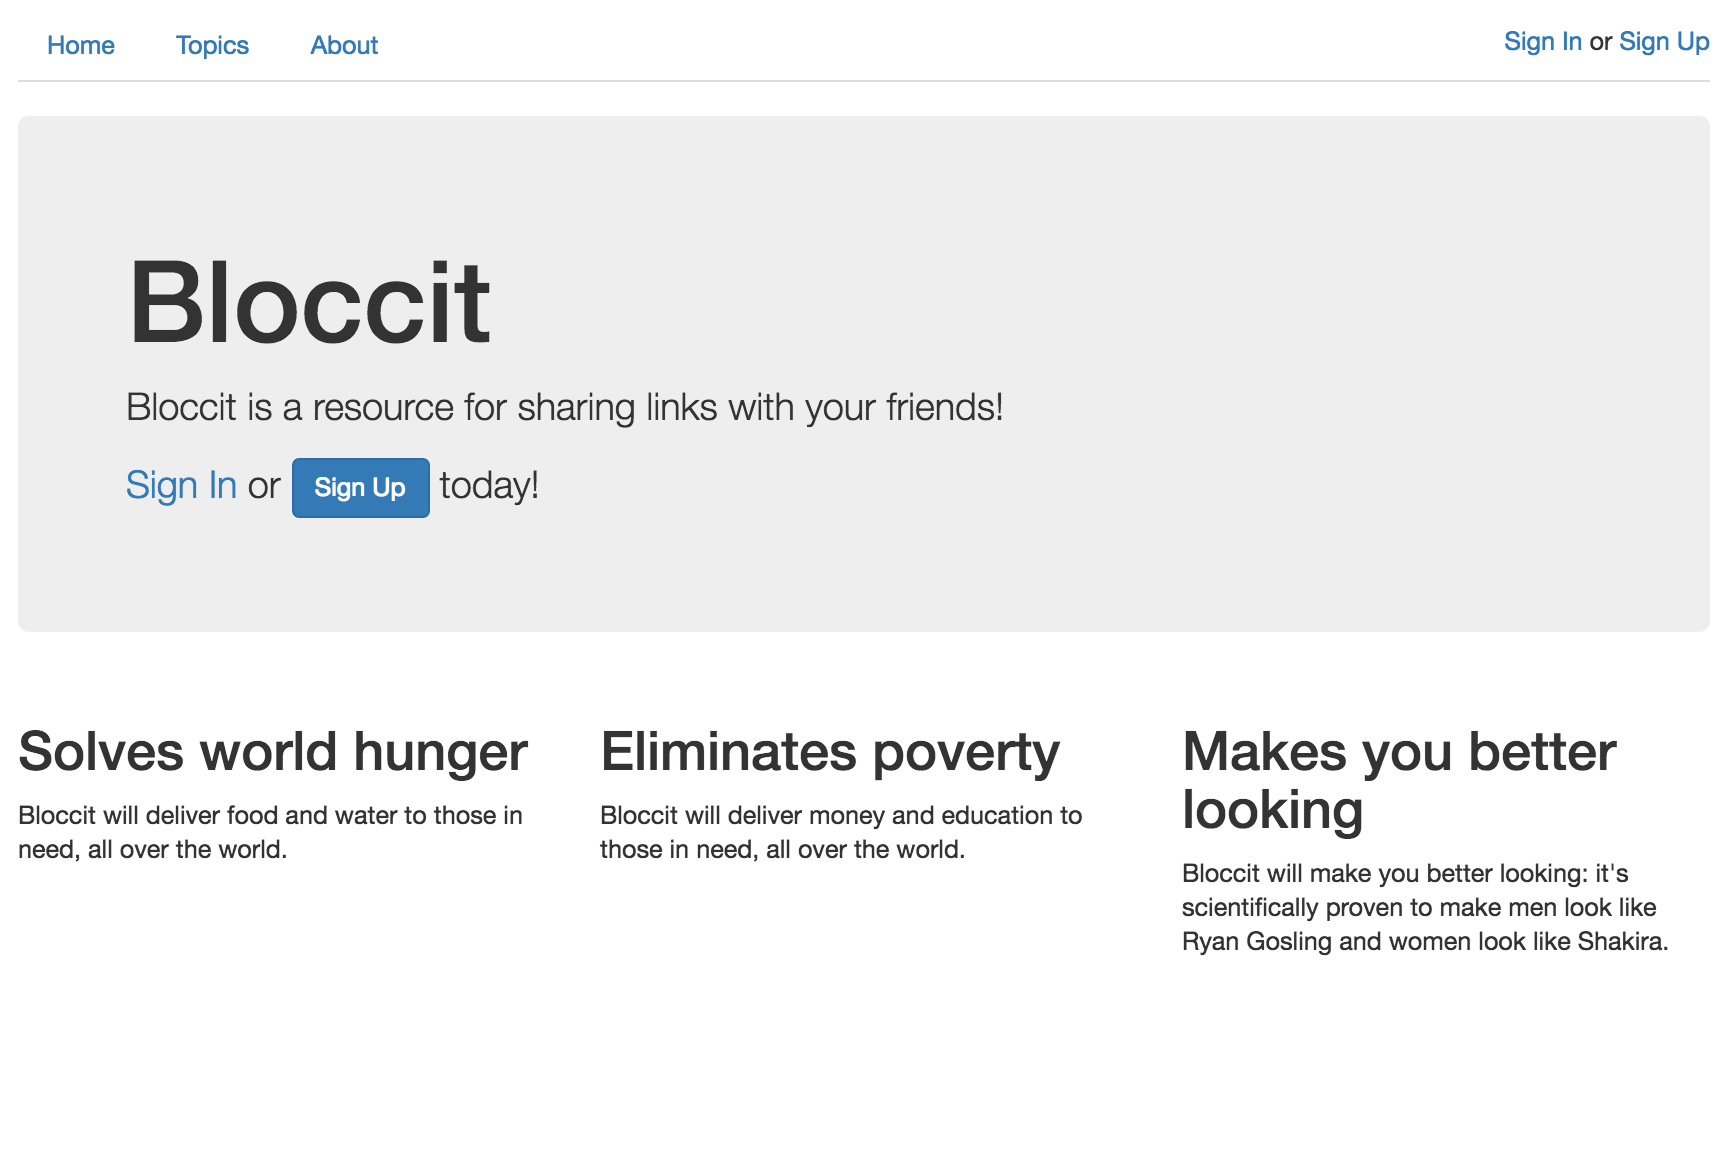 Home Topics About Sign In or Sign Up
Bloccit
Bloccit is a resource for sharing links with your friends!
Sign In or Sign Up today!
Solves world hunger
Bloccit will deliver food and water to those in
need, all over the world.
Eliminates poverty
Bloccit will deliver money and education to
those in need, all over the world.
Makes you better
looking
Bloccit will make you better looking: it's
scientifically proven to make men look like
Ryan Gosling and women look like Shakira.